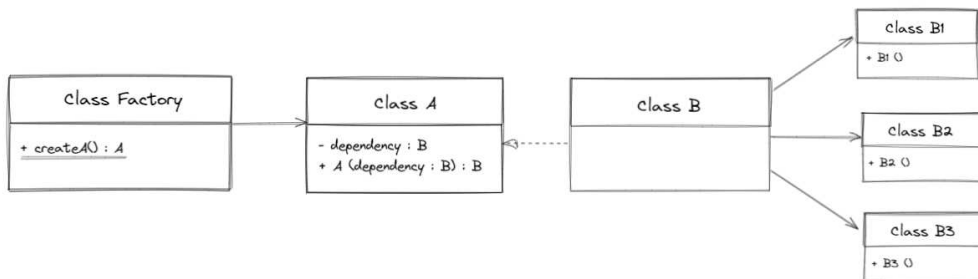 Class Factory
+ createA() : A
Class A
- dependency : B
+ A (dependency : B) : B
Class B
Class B1
+ B1 ()
Class B2
+ B2 ()
Class B3
+ B3 ()